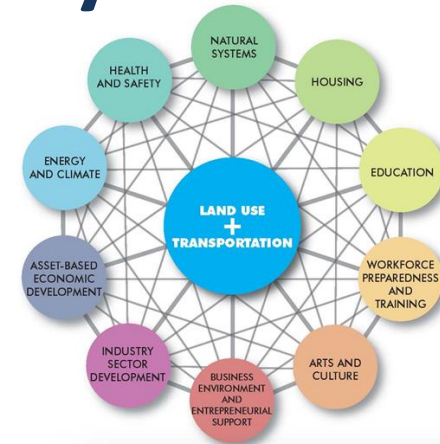 NATURAL
SYSTEMS
HEALTH
AND SAFETY
HOUSING
ENERGY
AND CLIMATE
EDUCATION
LAND USE
+
TRANSPORTATION
ASSET-BASED
ECONOMIC
DEVELOPMENT
WORKFORCE
PREPAREDNESS
AND
TRAINING
INDUSTRY
SECTOR
DEVELOPMENT
ARTS AND
CULTURE
BUSINESS
ENVIRONMENT
AND
ENTREPRENEURIAL
SUPPORT